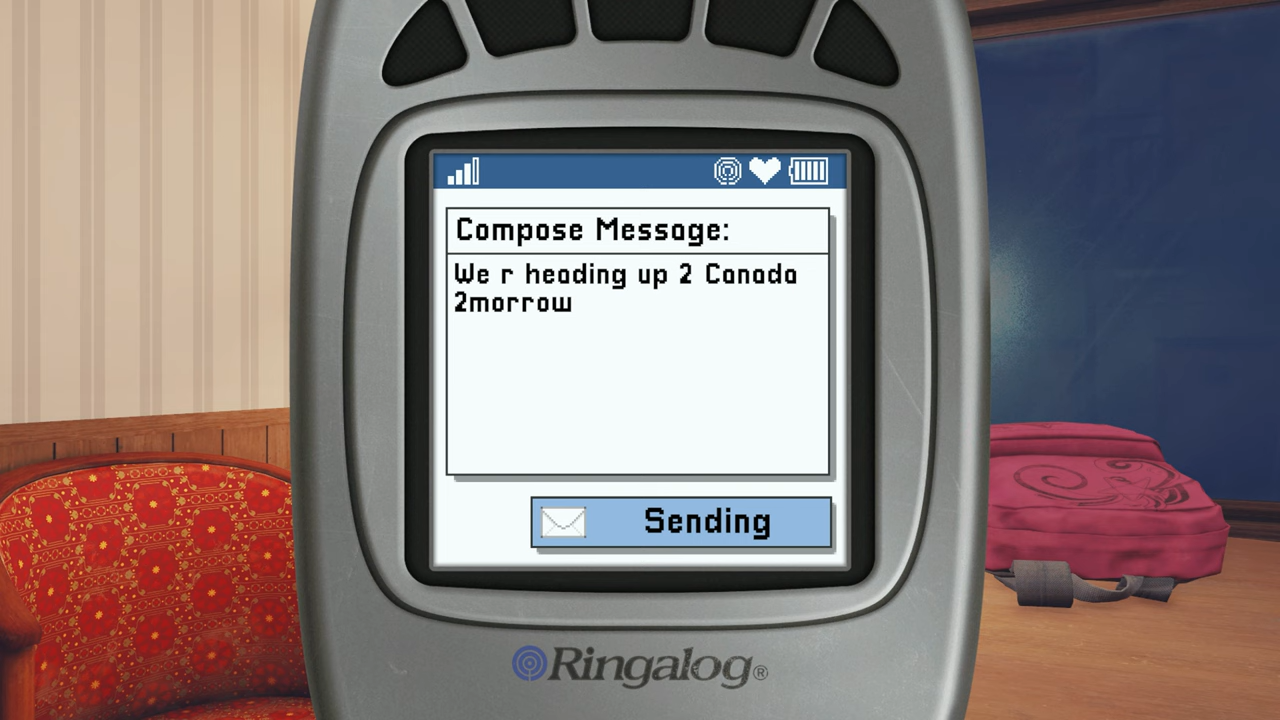 Compose Message:
We r heading up 2 Canada
2morrow
Sending
Ringalog®